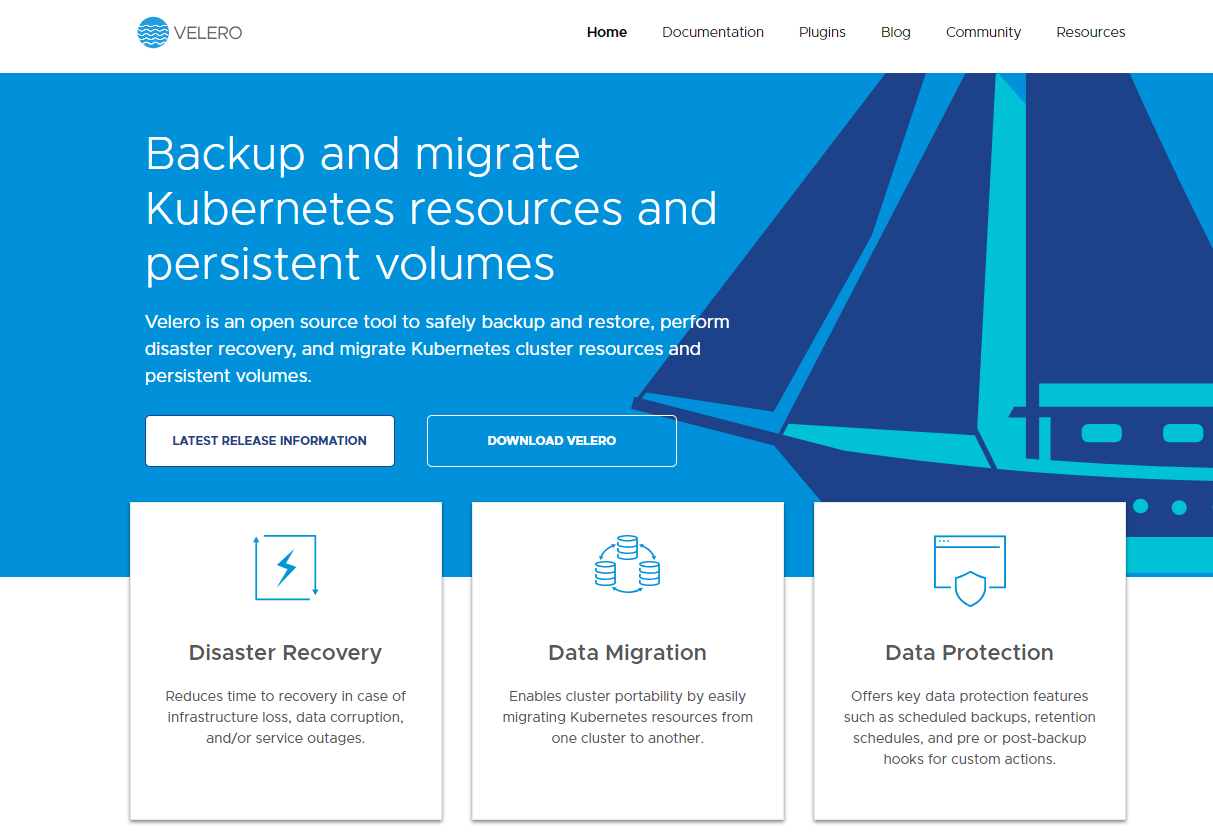 VELERO
Home
Documentation
Plugins
Blog
Community
Resources
Backup and migrate
Kubernetes resources and
persistent volumes
Velero is an open source tool to safely backup and restore, perform
disaster recovery, and migrate Kubernetes cluster resources and
persistent volumes.
LATEST RELEASE INFORMATION
DOWNLOAD VELERO
Disaster Recovery
Reduces time to recovery in case of
infrastructure loss, data corruption,
and/or service outages.
Data Migration
Enables cluster portability by easily
migrating Kubernetes resources from
one cluster to another.
Data Protection
Offers key data protection features
such as scheduled backups, retention
schedules, and pre or post-backup
hooks for custom actions.